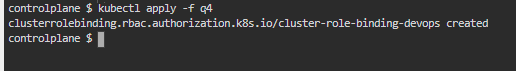 controlplane $ kubectl apply -f q4
clusterrolebinding.rbac.authorization.k8s.io/cluster-role-binding-devops created
controlplane $